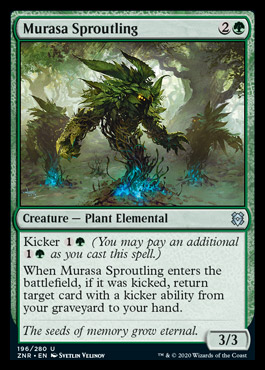 Murasa Sproutling 2
Creature — Plant Elemental
Kicker 1 (You may pay an additional
1 as you cast this spell.)
When Murasa Sproutling enters the
battlefield, if it was kicked, return
target card with a kicker ability from
your graveyard to your hand.
The seeds of memory grow eternal.
3/3
196/280 U
ZNR • EN SVETLIN VELINOV
™ & © 2020 Wizards of the Coast